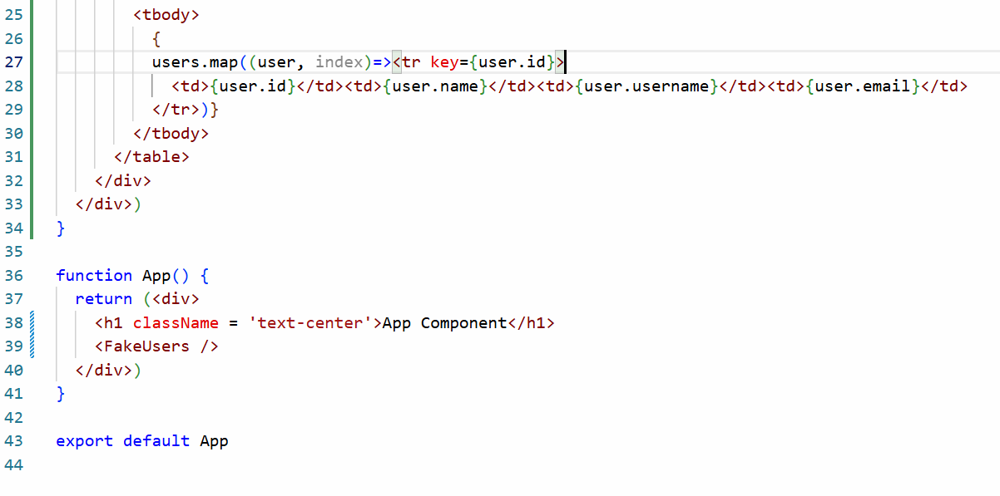 25 <tbody>
26 {
27 users.map((user, index)=><tr key={user.id}>
28 <td>{user.id}</td><td>{user.name}</td><td>{user.username}</td><td>{user.email}</td>
29 </tr>)}
30 </tbody>
31 </table>
32 </div>
33 </div>)
34 }
35
36 function App() {
37 return (<div>
38 <h1 className = 'text-center'>App Component</h1>
39 <FakeUsers />
40 </div>)
41 }
42
43 export default App
44